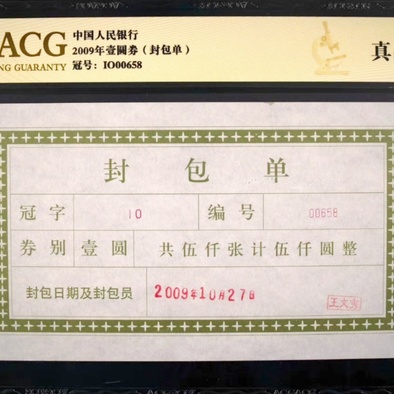 ACG
NG GUARANTY
中国人民银行
2009年壹圆券（封包单）
冠号：IO00658
真
封包单
冠字 IO 编号 00658
券别 壹圆 共伍仟张计伍仟圆整
封包日期及封包员 2009年10月27日